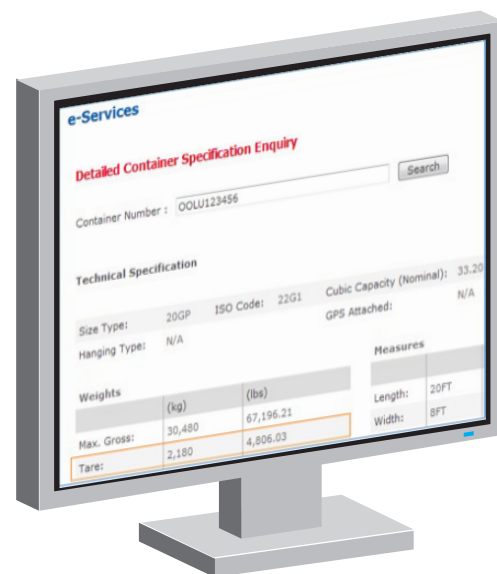 e-Services
Detailed Container Specification Enquiry
Container Number : OOLU123456 Search
Technical Specification
Size Type: 20GP ISO Code: 22G1 Cubic Capacity (Nominal): 33.20
Hanging Type: N/A GPS Attached: N/A
Weights
(kg) (lbs)
Max. Gross: 30,480 67,196.21
Tare: 2,180 4,806.03
Measures
Length: 20FT
Width: 8FT